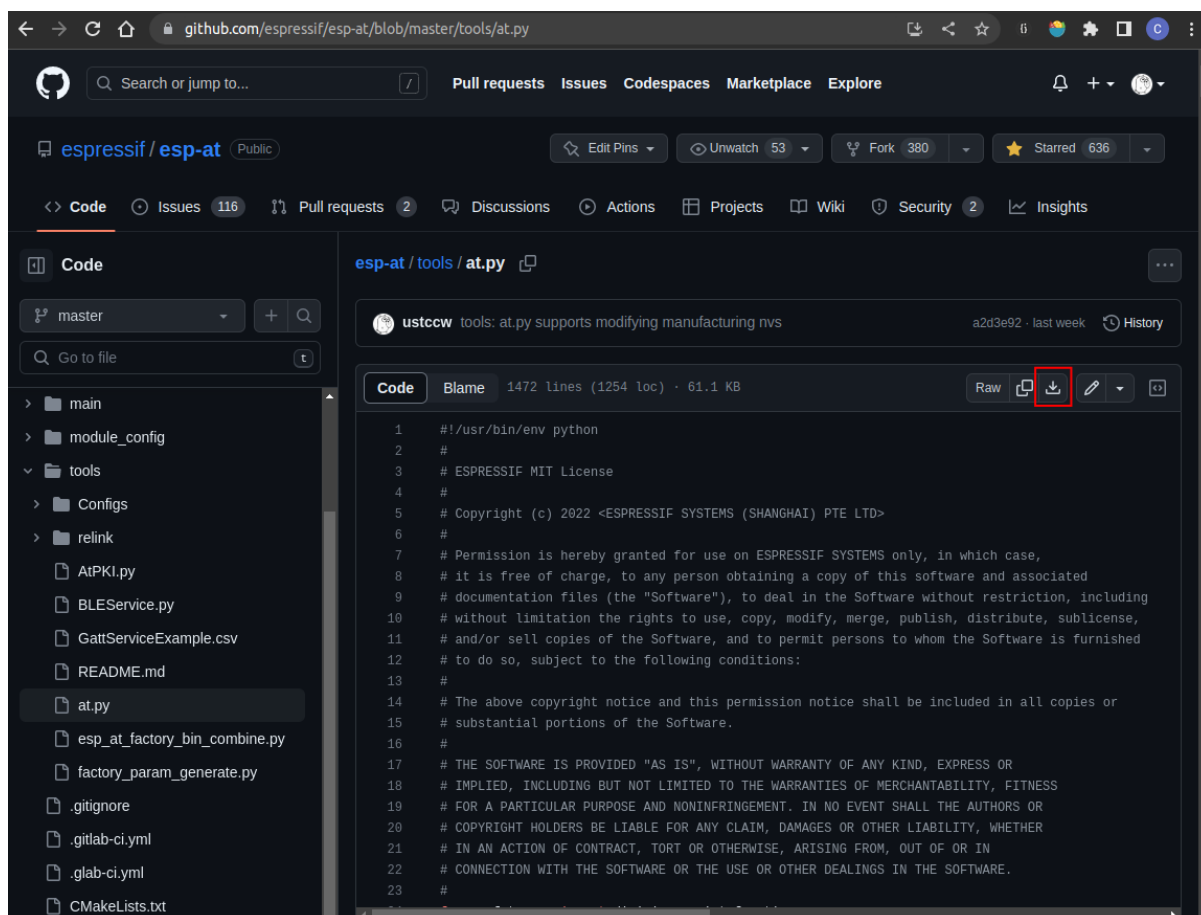 github.com/espressif/esp-at/blob/master/tools/at.py
C
Search or jump to...
/
Pull requests Issues Codespaces Marketplace Explore
espressif / esp-at Public
Edit Pins
Unwatch 53
Fork 380
Starred 636
Code
Issues 116
Pull requests 2
Discussions
Actions
Projects
Wiki
Security 2
Insights
Code
master
Go to file
t
main
module_config
tools
Configs
relink
AtPKI.py
BLEService.py
GattServiceExample.csv
README.md
at.py
esp_at_factory_bin_combine.py
factory_param_generate.py
.gitignore
.gitlab-ci.yml
.glab-ci.yml
CMakeLists.txt
esp-at / tools / at.py
ustccw tools: at.py supports modifying manufacturing nvs
a2d3e92 · last week
History
Code Blame 1472 lines (1254 loc) · 61.1 KB
Raw
1 #!/usr/bin/env python
2 #
3 # ESPRESSIF MIT License
4 #
5 # Copyright (c) 2022 <ESPRESSIF SYSTEMS (SHANGHAI) PTE LTD>
6 #
7 # Permission is hereby granted for use on ESPRESSIF SYSTEMS only, in which case,
8 # it is free of charge, to any person obtaining a copy of this software and associated
9 # documentation files (the "Software"), to deal in the Software without restriction, including
10 # without limitation the rights to use, copy, modify, merge, publish, distribute, sublicense,
11 # and/or sell copies of the Software, and to permit persons to whom the Software is furnished
12 # to do so, subject to the following conditions:
13 #
14 # The above copyright notice and this permission notice shall be included in all copies or
15 # substantial portions of the Software.
16 #
17 # THE SOFTWARE IS PROVIDED "AS IS", WITHOUT WARRANTY OF ANY KIND, EXPRESS OR
18 # IMPLIED, INCLUDING BUT NOT LIMITED TO THE WARRANTIES OF MERCHANTABILITY, FITNESS
19 # FOR A PARTICULAR PURPOSE AND NONINFRINGEMENT. IN NO EVENT SHALL THE AUTHORS OR
20 # COPYRIGHT HOLDERS BE LIABLE FOR ANY CLAIM, DAMAGES OR OTHER LIABILITY, WHETHER
21 # IN AN ACTION OF CONTRACT, TORT OR OTHERWISE, ARISING FROM, OUT OF OR IN
22 # CONNECTION WITH THE SOFTWARE OR THE USE OR OTHER DEALINGS IN THE SOFTWARE.
23 #